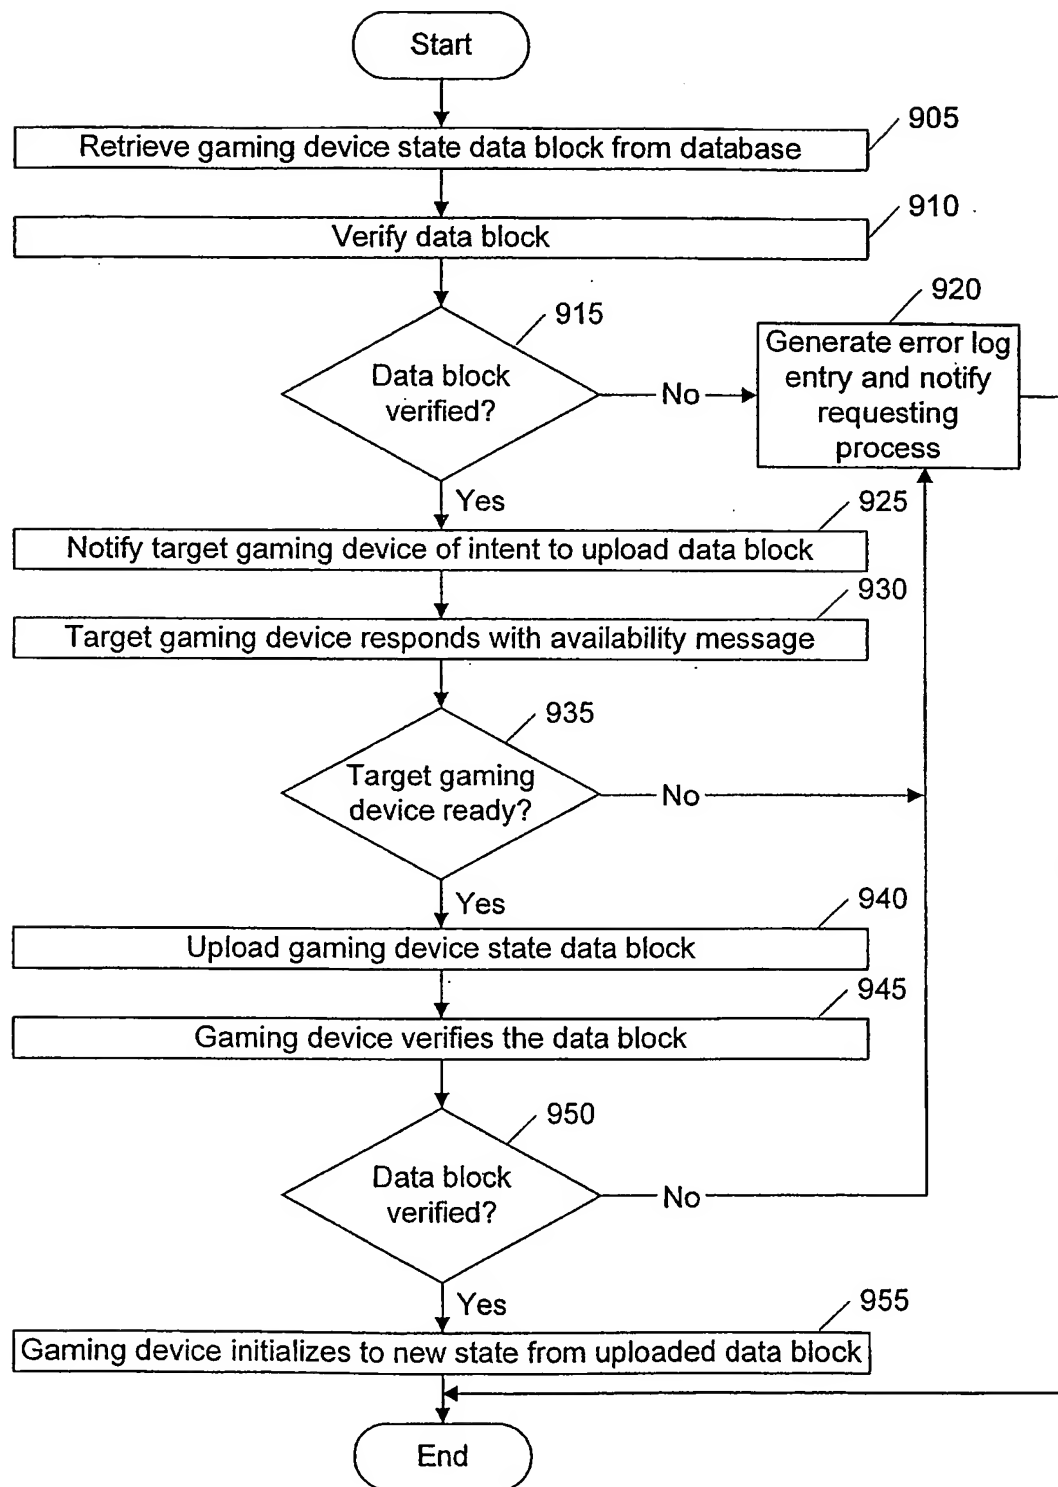 Start
905
Retrieve gaming device state data block from database
910
Verify data block
915
920
Data block
verified?
No
Generate error log
entry and notify
requesting
process
Yes
925
Notify target gaming device of intent to upload data block
930
Target gaming device responds with availability message
935
Target gaming
device ready?
No
Yes
940
Upload gaming device state data block
945
Gaming device verifies the data block
950
Data block
verified?
No
Yes
955
Gaming device initializes to new state from uploaded data block
End